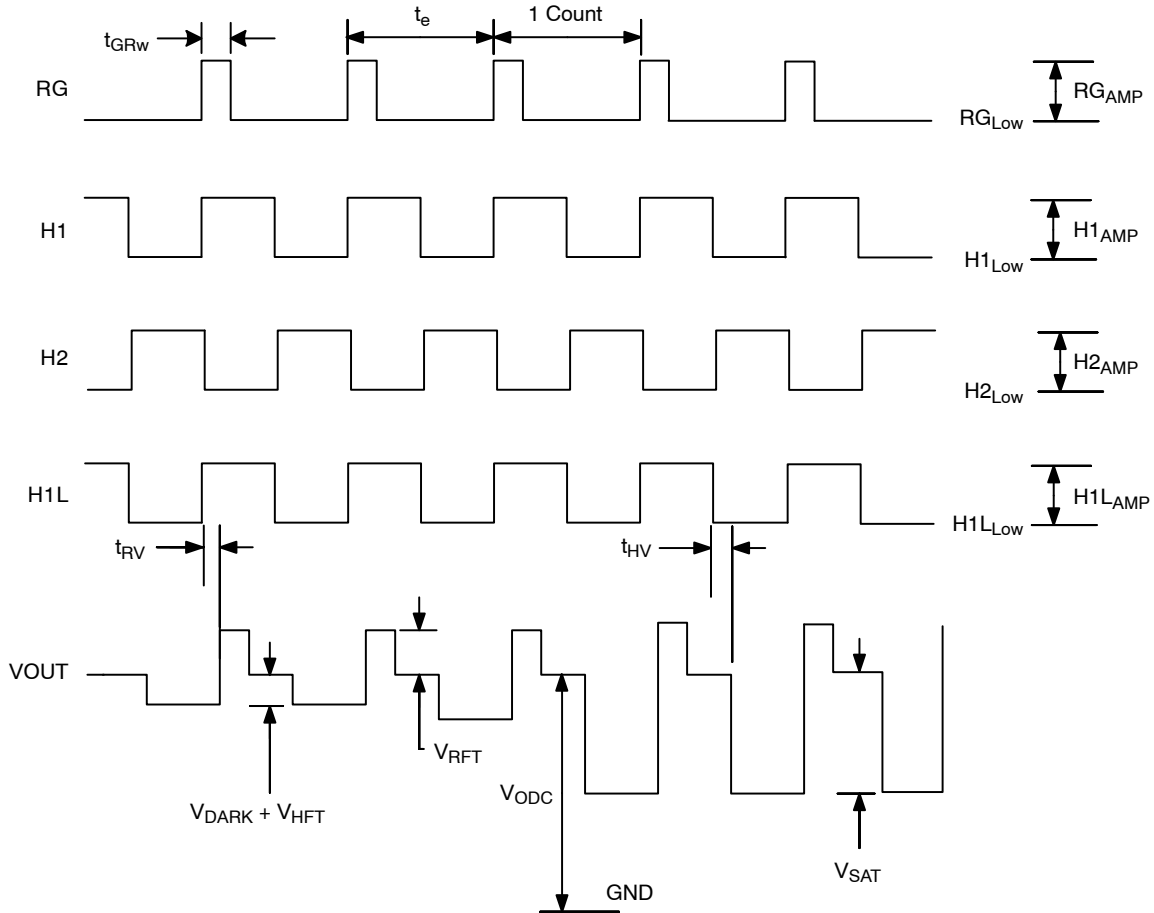 t_e
1 Count
t_GRw
RG
RG_AMP
RG_Low
H1
H1_AMP
H1_Low
H2
H2_AMP
H2_Low
H1L
H1L_AMP
H1L_Low
t_RV
t_HV
VOUT
V_RFT
V_ODC
V_DARK + V_HFT
V_SAT
GND